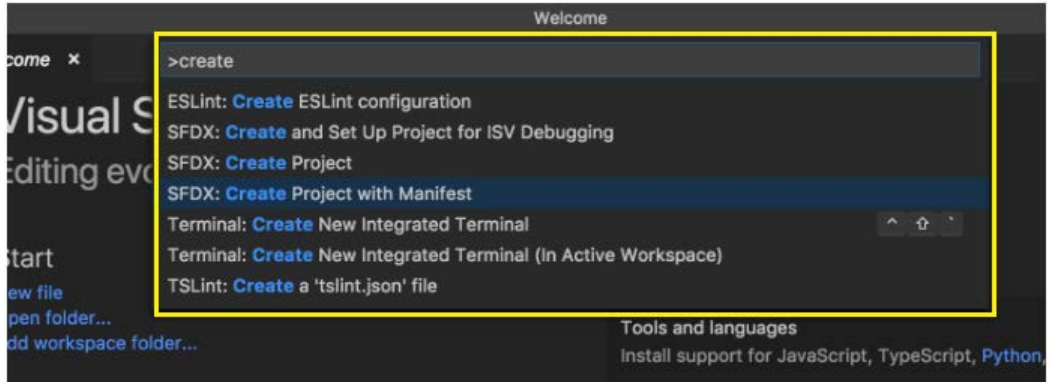 Welcome
come ×
>create
ESLint: Create ESLint configuration
SFDX: Create and Set Up Project for ISV Debugging
SFDX: Create Project
SFDX: Create Project with Manifest
Terminal: Create New Integrated Terminal
^ ⇧ `
Terminal: Create New Integrated Terminal (In Active Workspace)
TSLint: Create a 'tslint.json' file
Visual S
Editing evo
Start
ew file
pen folder...
dd workspace folder...
Tools and languages
Install support for JavaScript, TypeScript, Python,